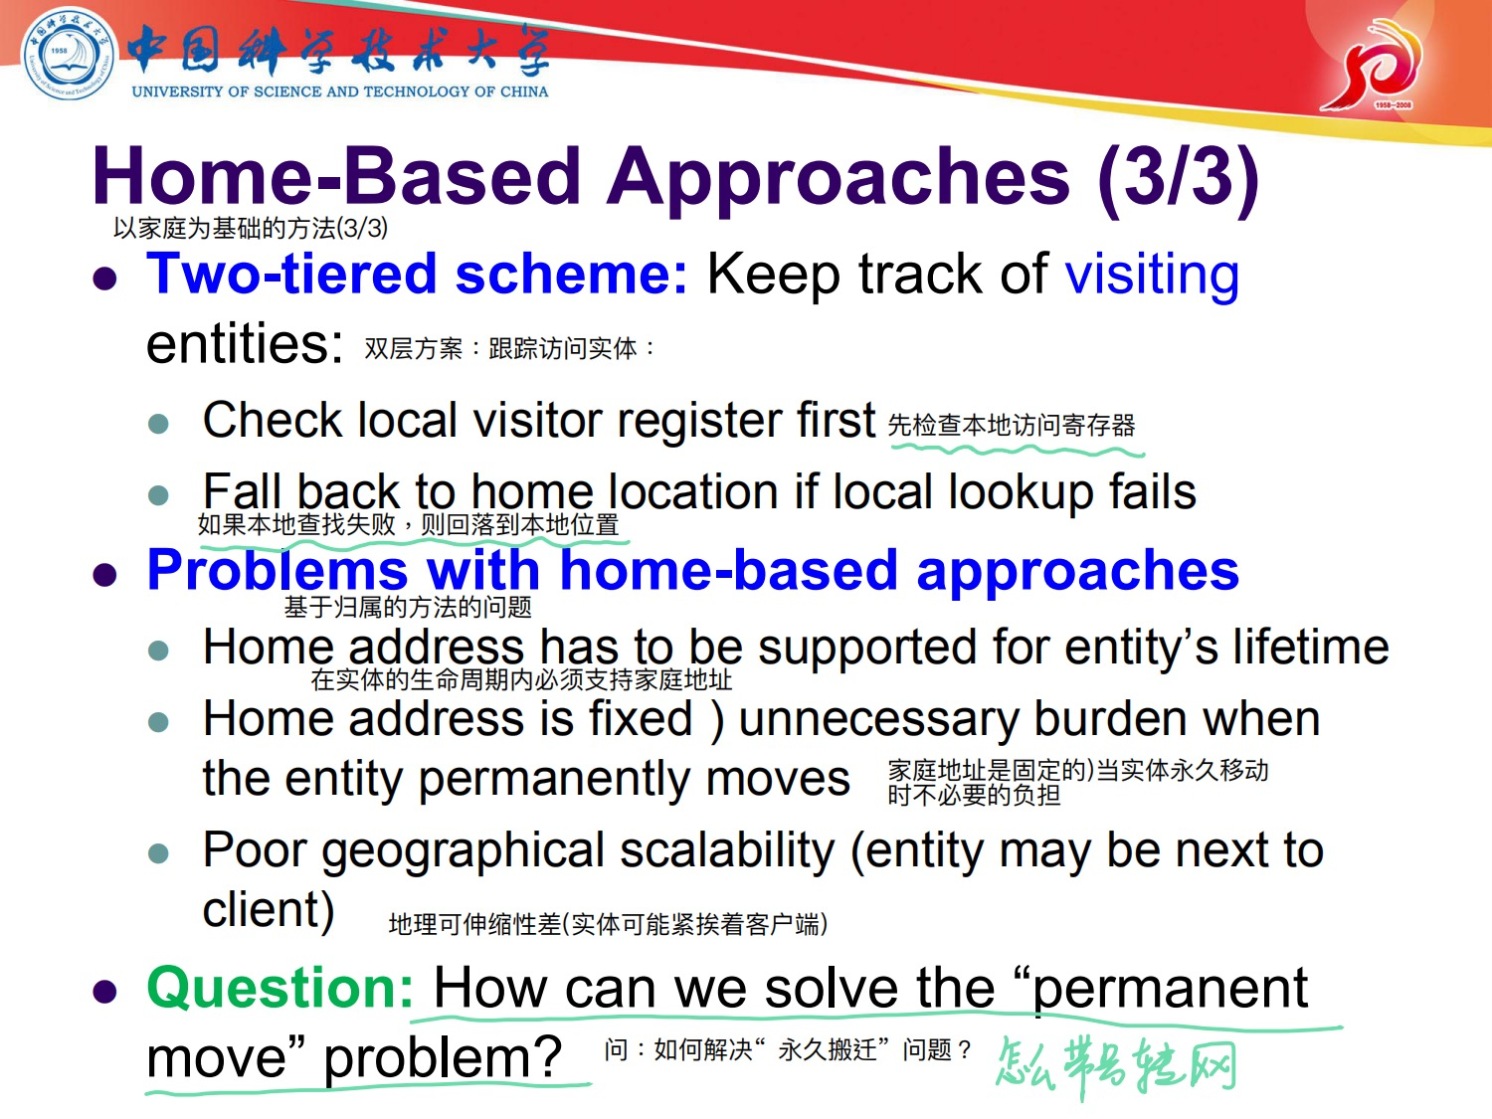 中国科学技术大学
UNIVERSITY OF SCIENCE AND TECHNOLOGY OF CHINA
1958
1958-2008
Home-Based Approaches (3/3)
以家庭为基础的方法(3/3)
Two-tiered scheme: Keep track of visiting
entities: 双层方案：跟踪访问实体：
Check local visitor register first 先检查本地访问寄存器
Fall back to home location if local lookup fails
如果本地查找失败，则回落到本地位置
Problems with home-based approaches
基于归属的方法的问题
Home address has to be supported for entity’s lifetime
在实体的生命周期内必须支持家庭地址
Home address is fixed ) unnecessary burden when
the entity permanently moves 家庭地址是固定的)当实体永久移动
时不必要的负担
Poor geographical scalability (entity may be next to
client) 地理可伸缩性差(实体可能紧挨着客户端)
Question: How can we solve the “permanent
move” problem? 问：如何解决“永久搬迁”问题？ 怎么带号转网